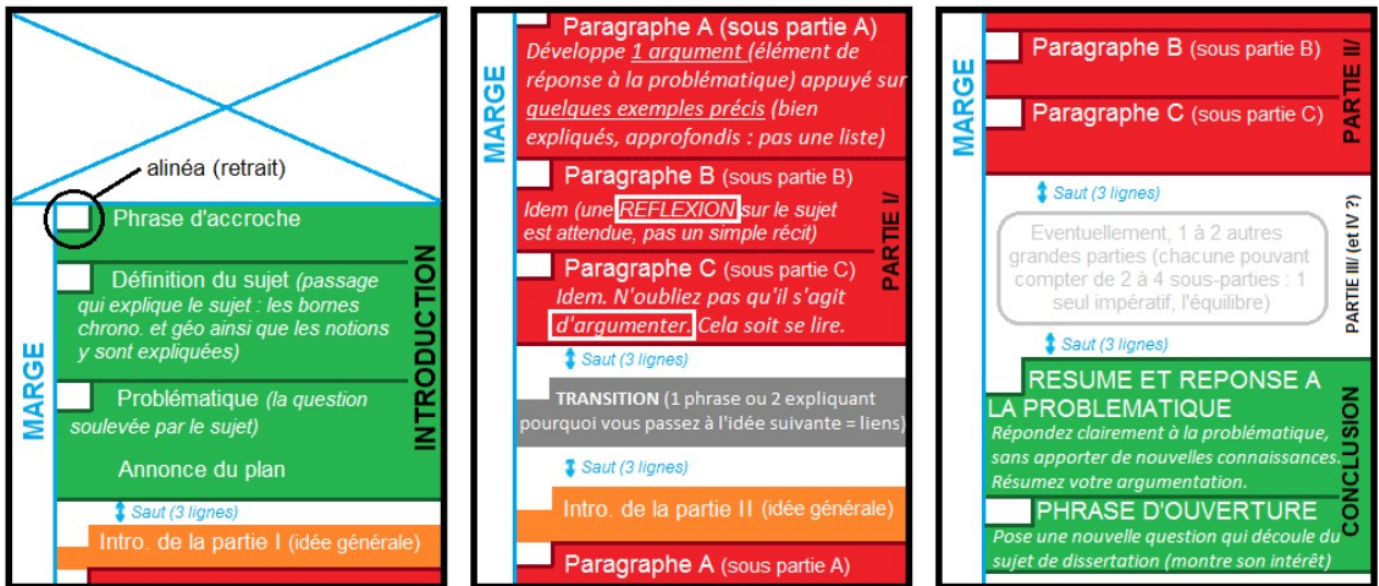 alinéa (retrait)
Phrase d'accroche
Définition du sujet (passage
qui explique le sujet : les bornes
chrono. et géo ainsi que les notions
y sont expliquées)
Problématique (la question
soulevée par le sujet)
Annonce du plan
MARGE
INTRODUCTION
Saut (3 lignes)
Intro. de la partie I (idée générale)
Paragraphe A (sous partie A)
Développe 1 argument (élément de
réponse à la problématique) appuyé sur
quelques exemples précis (bien
expliqués, approfondis : pas une liste)
MARGE
Paragraphe B (sous partie B)
Idem (une REFLEXION sur le sujet
est attendue, pas un simple récit)
Paragraphe C (sous partie C)
Idem. N'oubliez pas qu'il s'agit
d'argumenter. Cela soit se lire.
PARTIE I/
Saut (3 lignes)
TRANSITION (1 phrase ou 2 expliquant
pourquoi vous passez à l'idée suivante = liens)
Saut (3 lignes)
Intro. de la partie II (idée générale)
Paragraphe A (sous partie A)
MARGE
Paragraphe B (sous partie B)
Paragraphe C (sous partie C)
PARTIE II/
Saut (3 lignes)
Eventuellement, 1 à 2 autres
grandes parties (chacune pouvant
compter de 2 à 4 sous-parties : 1
seul impératif, l'équilibre)
PARTIE III/ (et IV ?)
Saut (3 lignes)
RESUME ET REPONSE A
LA PROBLEMATIQUE
Répondez clairement à la problématique,
sans apporter de nouvelles connaissances.
Résumez votre argumentation.
PHRASE D'OUVERTURE
Pose une nouvelle question qui découle du
sujet de dissertation (montre son intérêt)
CONCLUSION